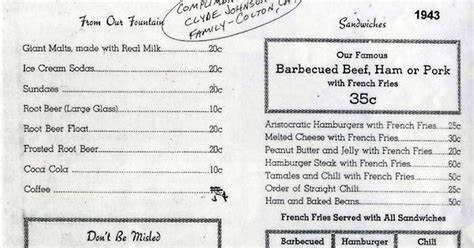 From Our Fountain
Giant Malts, made with Real Milk 20c
Ice Cream Sodas 20c
Sundaes 20c
Root Beer (Large Glass) 10c
Root Beer Float 20c
Frosted Root Beer 20c
Coca Cola 10c
Coffee 5¢
Don't Be Misled
COMPLIMENTS
CLYDE JOHNSON
FAMILY-COLTON, CA
1943
Sandwiches
Our Famous
Barbecued Beef, Ham or Pork
with French Fries
35c
Aristocratic Hamburgers with French Fries 25c
Melted Cheese with French Fries 30c
Peanut Butter and Jelly with French Fries 20c
Hamburger Steak with French Fries 50c
Tamales and Chili with French Fries 50c
Order of Straight Chili 25c
Ham and Baked Beans 50c
French Fries Served with All Sandwiches
Barbecued Hamburger Chili